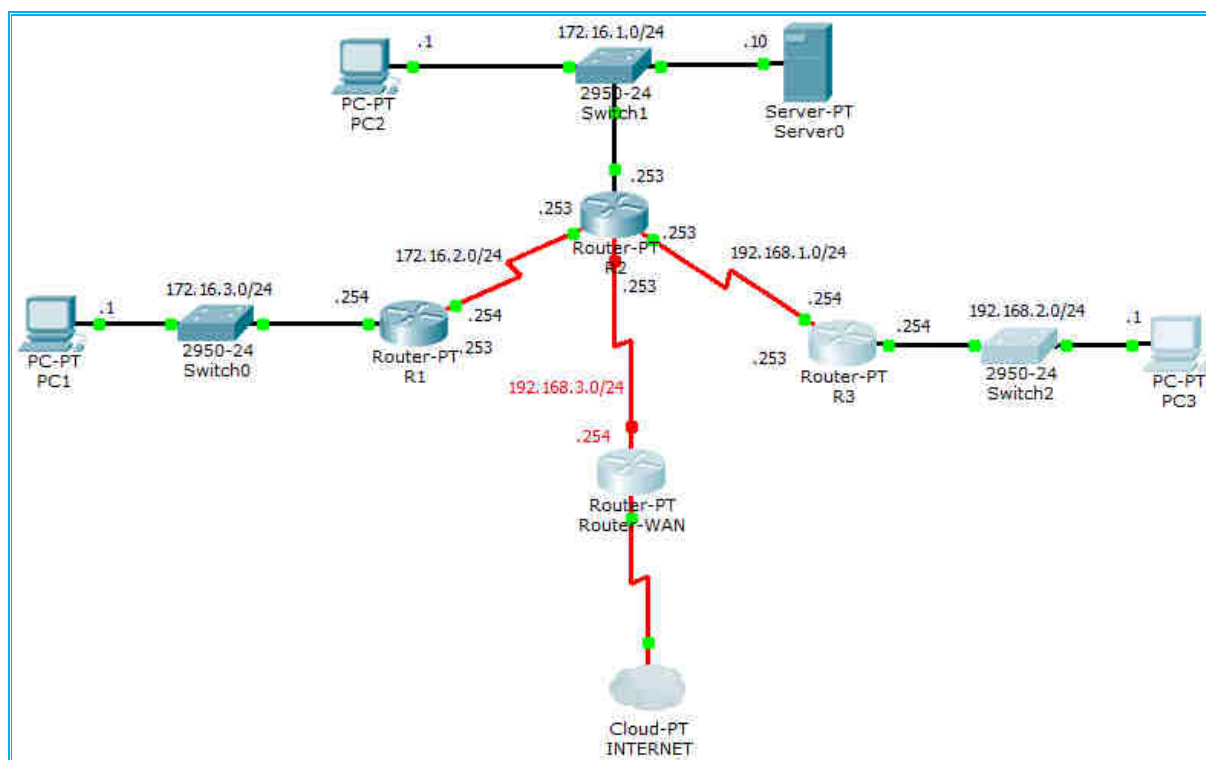 172.16.1.0/24
.1
.10
PC-PT
PC2
2950-24
Switch1
Server-PT
Server0
.253
.253
.253
Router-PT
R2
172.16.2.0/24
192.168.1.0/24
.253
172.16.3.0/24
.254
.254
192.168.2.0/24
.1
.254
.254
.1
PC-PT
PC1
2950-24
Switch0
Router-PT
R1
.253
.253
Router-PT
R3
2950-24
Switch2
PC-PT
PC3
192.168.3.0/24
.254
Router-PT
Router-WAN
Cloud-PT
INTERNET